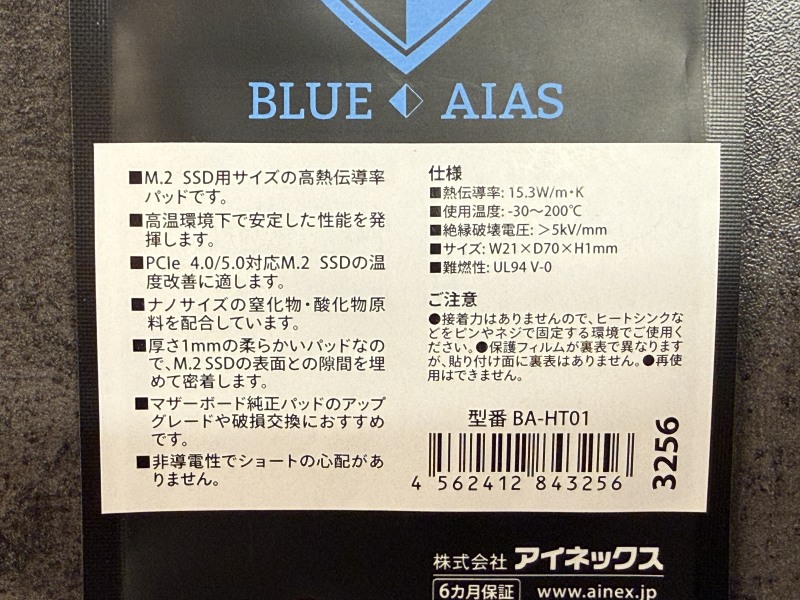 BLUE AIAS
■M.2 SSD用サイズの高熱伝導率
パッドです。
■高温環境下で安定した性能を発
揮します。
■PCIe 4.0/5.0対応M.2 SSDの温
度改善に適します。
■ナノサイズの窒化物・酸化物原
料を配合しています。
■厚さ1mmの柔らかいパッドなの
で、M.2 SSDの表面との隙間を埋
めて密着します。
■マザーボード純正パッドのアップ
グレードや破損交換におすすめ
です。
■非導電性でショートの心配があ
りません。
仕様
■熱伝導率: 15.3W/m・K
■使用温度: -30～200℃
■絶縁破壊電圧: ＞5kV/mm
■サイズ: W21×D70×H1mm
■難燃性: UL94 V-0
ご注意
●接着力はありませんので、ヒートシンクな
どをピンやネジで固定する環境でご使用く
ださい。●保護フィルムが裏表で異なります
が、貼り付け面に裏表はありません。●再使
用はできません。
型番 BA-HT01
4 562412 843256
3256
株式会社 アイネックス
6カ月保証 www.ainex.jp